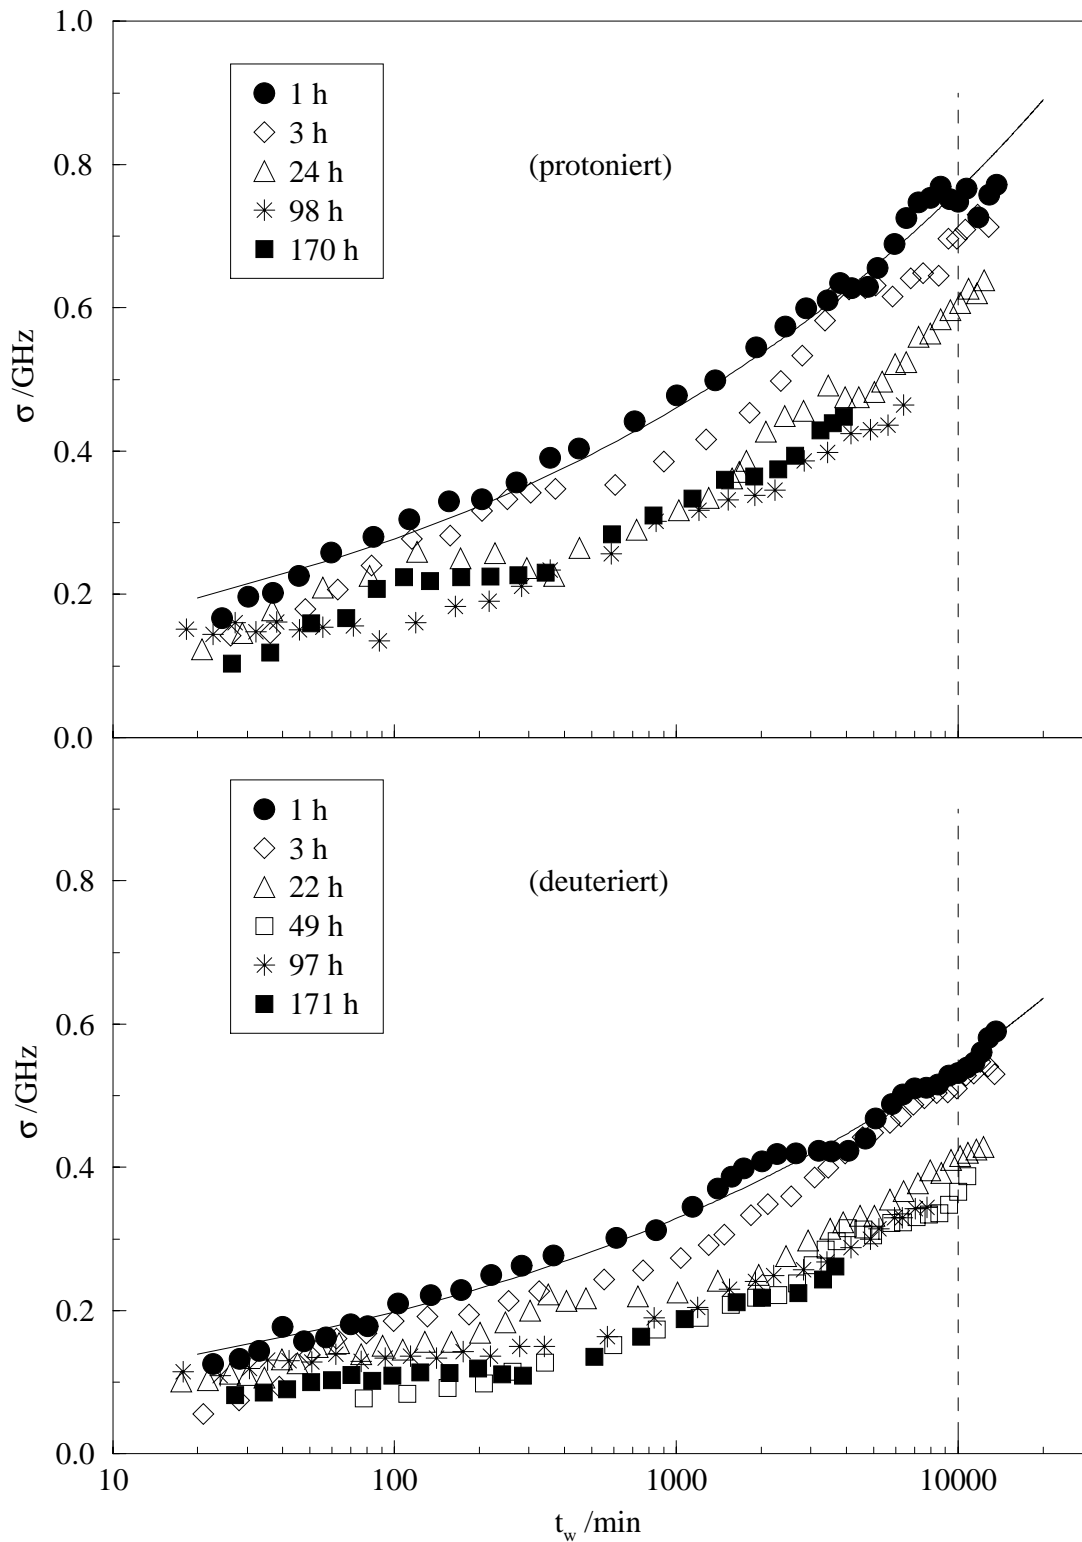 1.0
0.8
0.6
0.4
0.2
0.0
σ /GHz
1 h
3 h
24 h
98 h
170 h
(protoniert)
0.8
0.6
0.4
0.2
0.0
σ /GHz
1 h
3 h
22 h
49 h
97 h
171 h
(deuteriert)
10 100 1000 10000
t_w /min